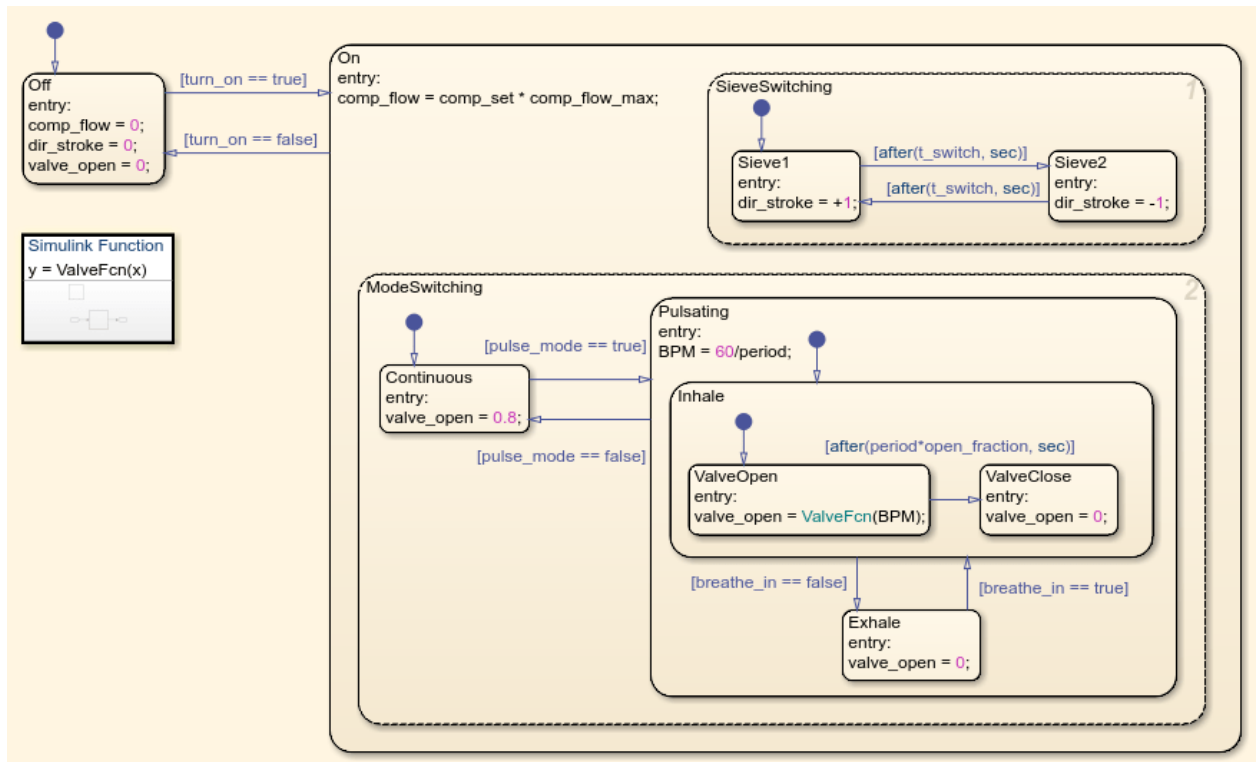 Off
entry:
comp_flow = 0;
dir_stroke = 0;
valve_open = 0;
[turn_on == true]
[turn_on == false]
Simulink Function
y = ValveFcn(x)
On
entry:
comp_flow = comp_set * comp_flow_max;
SieveSwitching
1
Sieve1
entry:
dir_stroke = +1;
[after(t_switch, sec)]
[after(t_switch, sec)]
Sieve2
entry:
dir_stroke = -1;
ModeSwitching
2
Continuous
entry:
valve_open = 0.8;
[pulse_mode == true]
[pulse_mode == false]
Pulsating
entry:
BPM = 60/period;
Inhale
ValveOpen
entry:
valve_open = ValveFcn(BPM);
[after(period*open_fraction, sec)]
ValveClose
entry:
valve_open = 0;
[breathe_in == false]
[breathe_in == true]
Exhale
entry:
valve_open = 0;